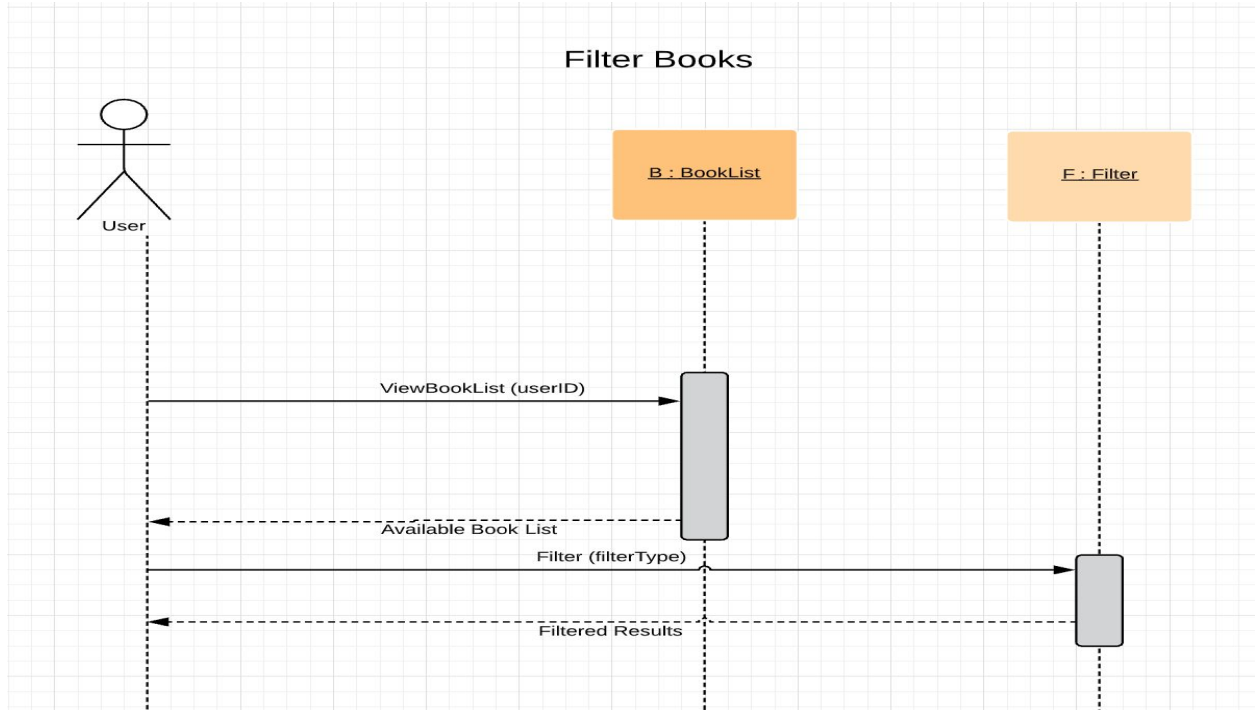 Filter Books
User
B : BookList
F : Filter
ViewBookList (userID)
Available Book List
Filter (filterType)
Filtered Results